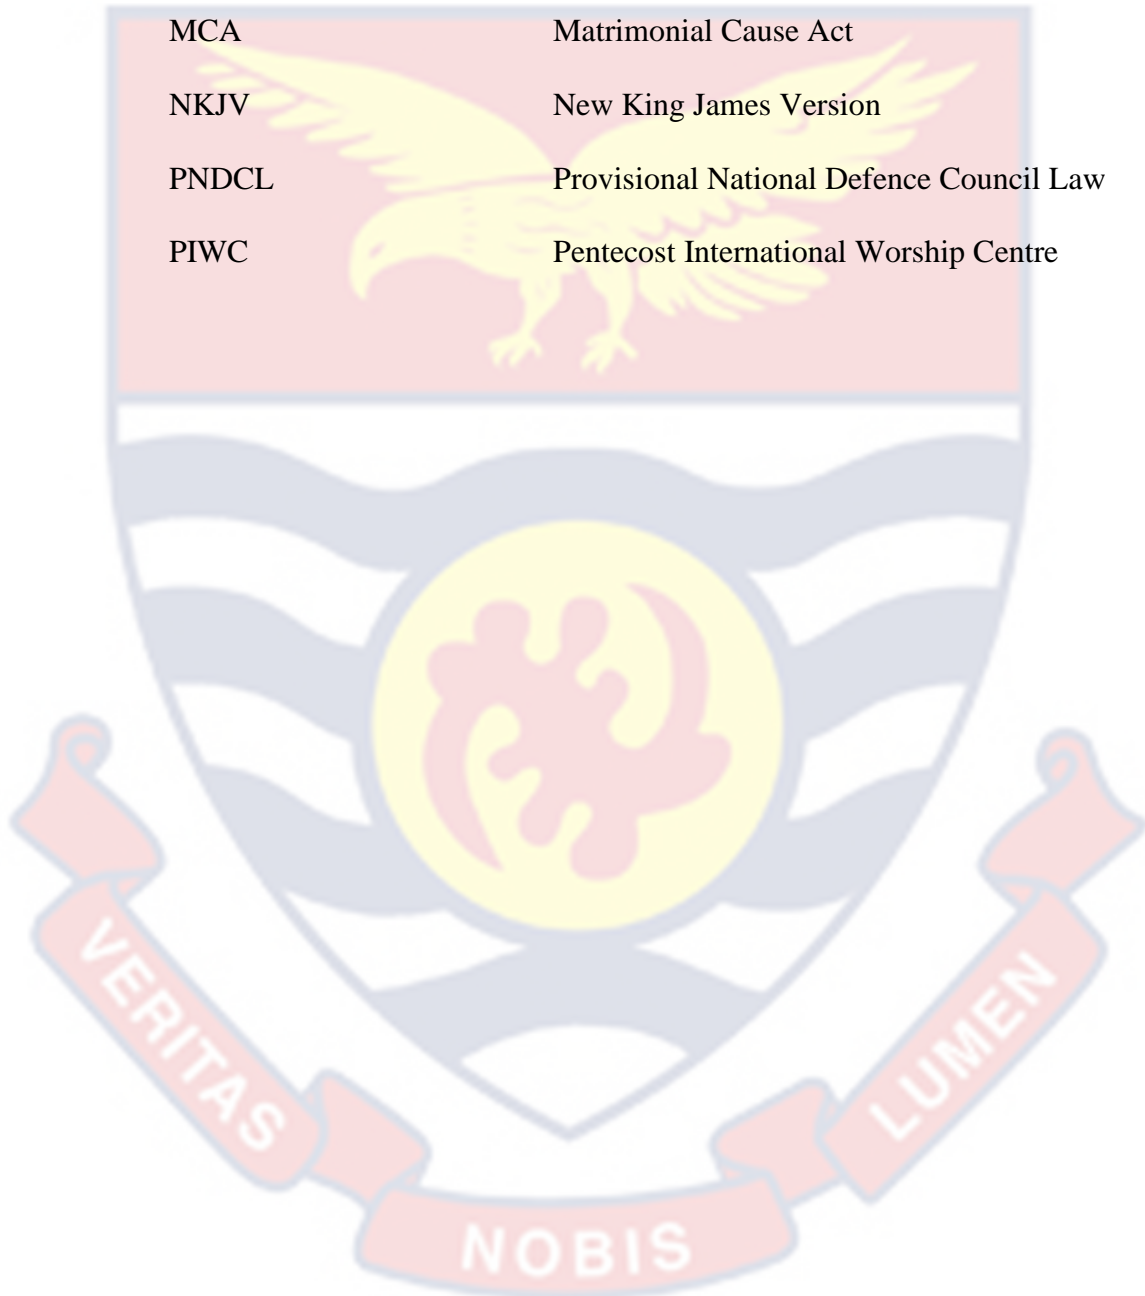 MCA Matrimonial Cause Act
NKJV New King James Version
PNDCL Provisional National Defence Council Law
PIWC Pentecost International Worship Centre
VERITAS
NOBIS
LUMEN